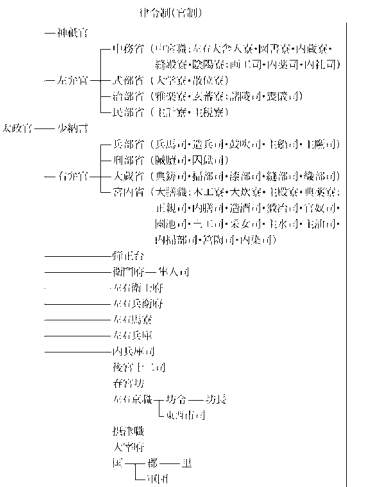 律令制(官制)
神祇官
中務省(中宮職;左右大舎人寮・図書寮・内蔵寮・
縫殿寮・陰陽寮;画工司・内薬司・内礼司)
左弁官
式部省(大学寮・散位寮)
治部省(雅楽寮・玄蕃寮;諸陵司・喪儀司)
民部省(主計寮・主税寮)
太政官
少納言
兵部省(兵馬司・造兵司・鼓吹司・主船司・主鷹司)
刑部省(贓贖司・囚獄司)
右弁官
大蔵省(典鋳司・掃部司・漆部司・縫部司・織部司)
宮内省(大膳職;木工寮・大炊寮・主殿寮・典薬寮;
正親司・内膳司・造酒司・鍛冶司・官奴司・
園池司・土工司・采女司・主水司・主油司・
内掃部司・筥陶司・内染司)
弾正台
衛門府 隼人司
左右衛士府
左右兵衛府
左右馬寮
左右兵庫
内兵庫司
後宮十二司
春宮坊
左右京職 坊令 坊長
東西市司
摂津職
大宰府
国 郡 里
軍団